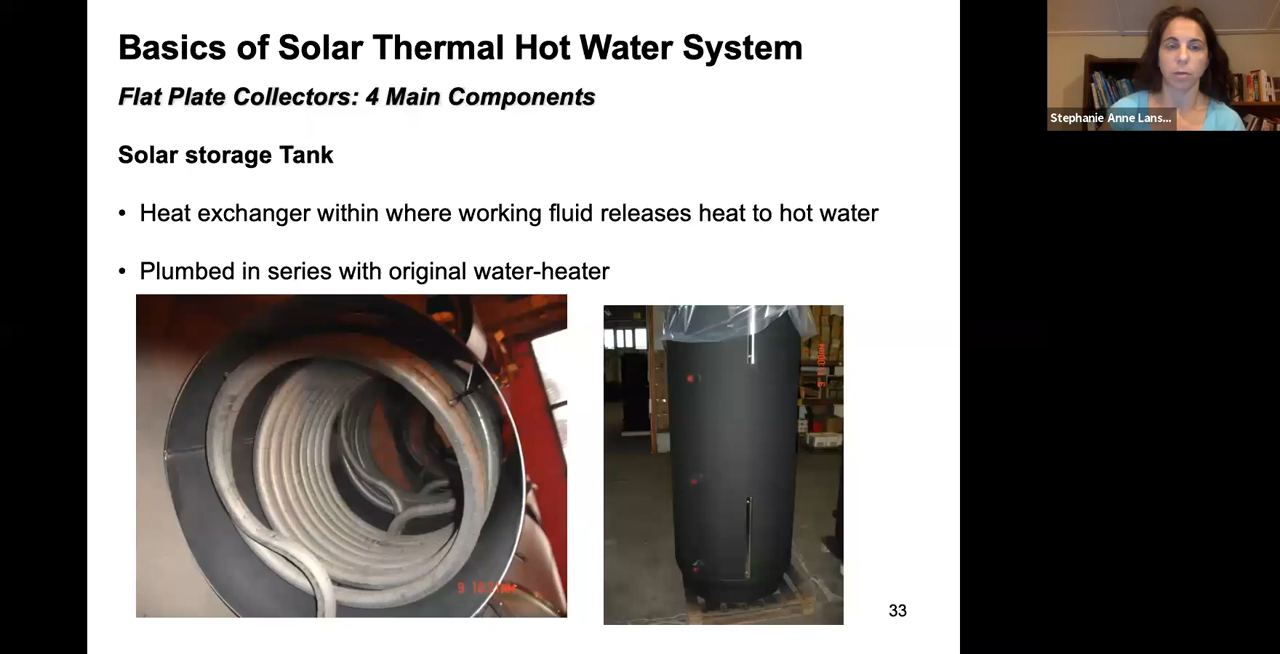 Basics of Solar Thermal Hot Water System
Flat Plate Collectors: 4 Main Components
Solar storage Tank
• Heat exchanger within where working fluid releases heat to hot water
• Plumbed in series with original water-heater
33
Stephanie Anne Lans...